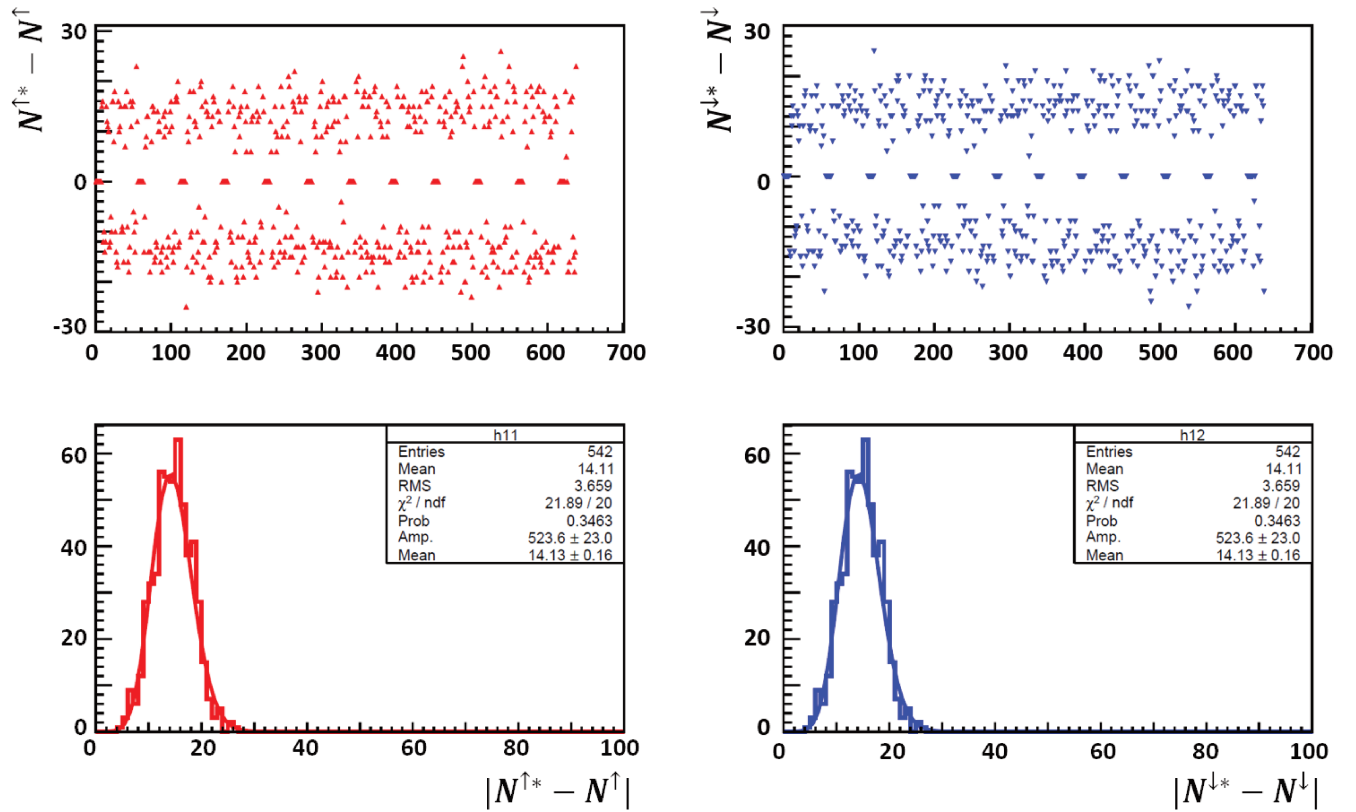 30
N↑* − N↑
0
-30
0 100 200 300 400 500 600 700
30
N↓* − N↓
0
-30
0 100 200 300 400 500 600 700
60
40
20
0
0 20 40 60 80 100
h11
Entries 542
Mean 14.11
RMS 3.659
χ² / ndf 21.89 / 20
Prob 0.3463
Amp. 523.6 ± 23.0
Mean 14.13 ± 0.16
|N↑* − N↑|
60
40
20
0
0 20 40 60 80 100
h12
Entries 542
Mean 14.11
RMS 3.659
χ² / ndf 21.89 / 20
Prob 0.3463
Amp. 523.6 ± 23.0
Mean 14.13 ± 0.16
|N↓* − N↓|